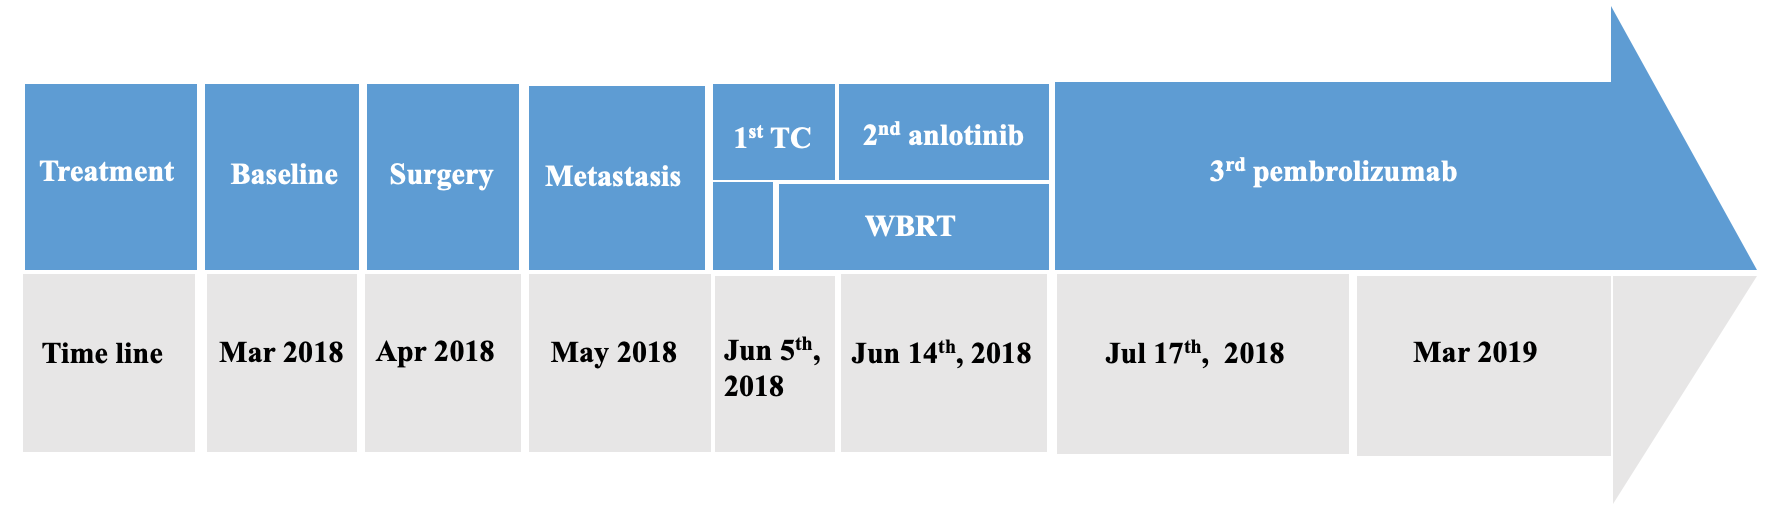 Treatment
Baseline
Surgery
Metastasis
1st TC
2nd anlotinib
WBRT
3rd pembrolizumab
Time line
Mar 2018
Apr 2018
May 2018
Jun 5th,
2018
Jun 14th, 2018
Jul 17th, 2018
Mar 2019